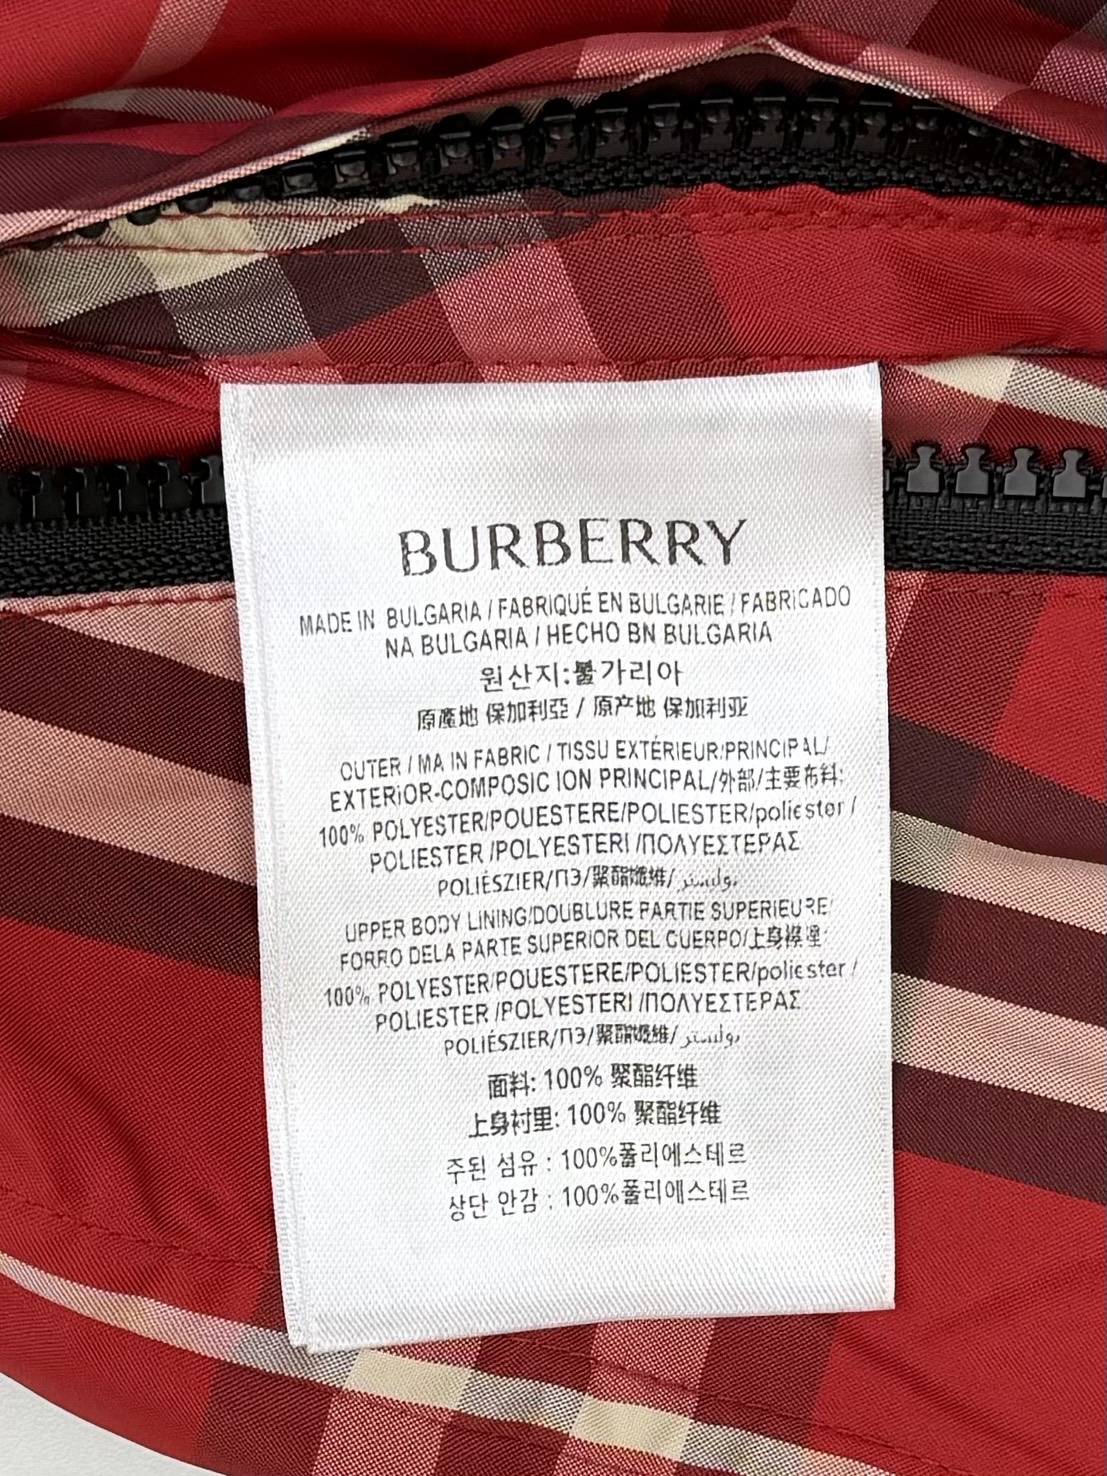 BURBERRY
MADE IN BULGARIA / FABRIQUÉ EN BULGARIE / FABRICADO
NA BULGARIA / HECHO BN BULGARIA
원산지:불가리아
原產地 保加利亞 / 原产地 保加利亚
OUTER / MA IN FABRIC / TISSU EXTÉRIEUR/PRINCIPAL/
EXTERiOR-COMPOSIC ION PRINCIPAL/外部/主要布料:
100% POLYESTER/POUESTERE/POLIESTER/poliester /
POLIESTER /POLYESTERI /ΠΟΛΥΕΣΤΕΡΑΣ
POLIÉSZIER/ПЭ/聚酯纖維/
UPPER BODY LINING/DOUBLURE PARTIE SUPERIEURE/
FORRO DELA PARTE SUPERIOR DEL CUERPO/上身襟裡:
100% POLYESTER/POUESTERE/POLIESTER/poliester /
POLIESTER /POLYESTERI /ΠΟΛΥΕΣΤΕΡΑΣ
POLIÉSZIER/ПЭ/聚酯纖維/
面料: 100% 聚酯纤维
上身衬里: 100% 聚酯纤维
주된 섬유 : 100%폴리에스테르
상단 안감 : 100%폴리에스테르